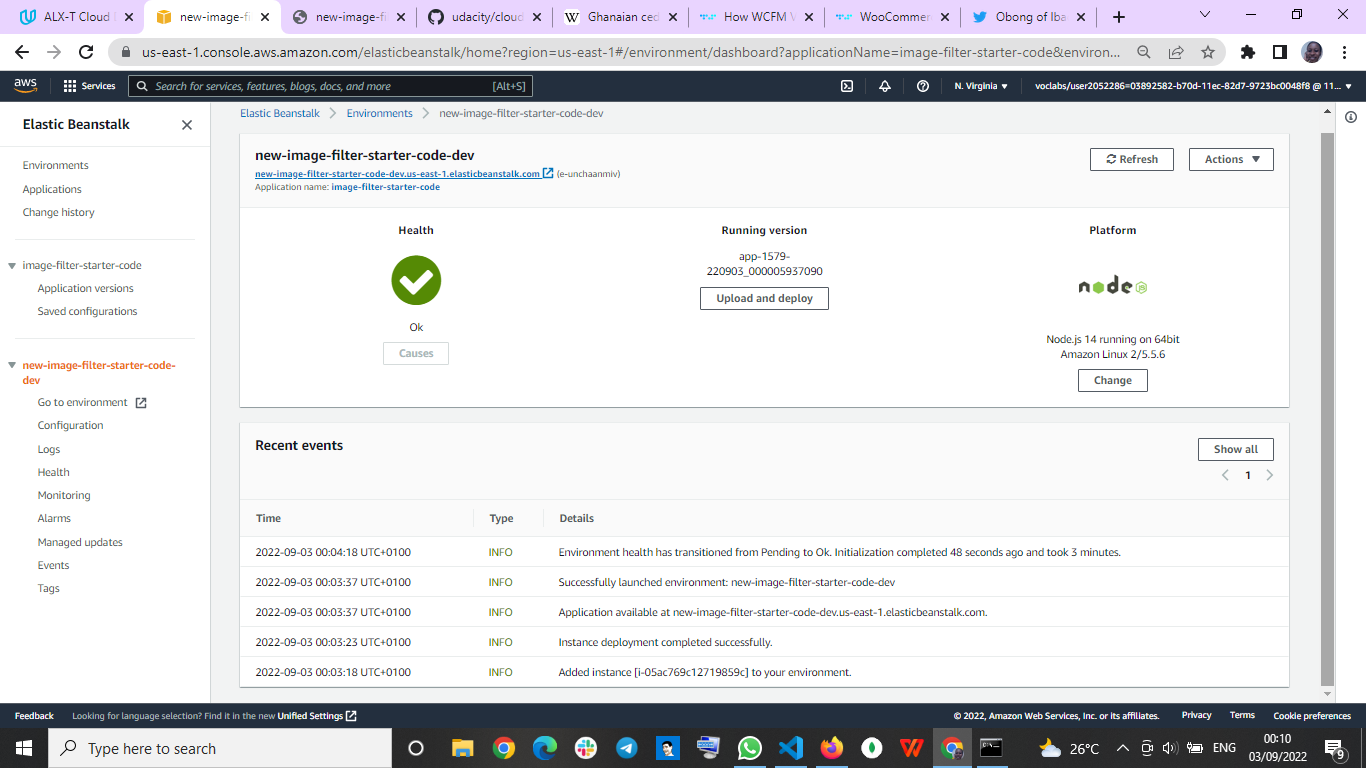 ALX-T Cloud
new-image-fi
new-image-fi
udacity/cloud
Ghanaian ced
How WCFM V
WooCommer
Obong of Iba
us-east-1.console.aws.amazon.com/elasticbeanstalk/home?region=us-east-1#/environment/dashboard?applicationName=image-filter-starter-code&environ...
aws
Services
Search for services, features, blogs, docs, and more
[Alt+S]
N. Virginia
voclabs/user2052286=03892582-b70d-11ec-82d7-9723bc0048f8 @ 11...
Elastic Beanstalk
Environments
Applications
Change history
image-filter-starter-code
Application versions
Saved configurations
new-image-filter-starter-code-
dev
Go to environment
Configuration
Logs
Health
Monitoring
Alarms
Managed updates
Events
Tags
Elastic Beanstalk
Environments
new-image-filter-starter-code-dev
new-image-filter-starter-code-dev
new-image-filter-starter-code-dev.us-east-1.elasticbeanstalk.com (e-unchaanmiv)
Application name: image-filter-starter-code
Refresh
Actions
Health
Ok
Causes
Running version
app-1579-
220903_000005937090
Upload and deploy
Platform
node JS
Node.js 14 running on 64bit
Amazon Linux 2/5.5.6
Change
Recent events
Show all
1
Time Type Details
2022-09-03 00:04:18 UTC+0100 INFO Environment health has transitioned from Pending to Ok. Initialization completed 48 seconds ago and took 3 minutes.
2022-09-03 00:03:37 UTC+0100 INFO Successfully launched environment: new-image-filter-starter-code-dev
2022-09-03 00:03:37 UTC+0100 INFO Application available at new-image-filter-starter-code-dev.us-east-1.elasticbeanstalk.com.
2022-09-03 00:03:23 UTC+0100 INFO Instance deployment completed successfully.
2022-09-03 00:03:18 UTC+0100 INFO Added instance [i-05ac769c12719859c] to your environment.
Feedback
Looking for language selection? Find it in the new Unified Settings
© 2022, Amazon Web Services, Inc. or its affiliates.
Privacy
Terms
Cookie preferences
Type here to search
26°C
ENG
00:10
03/09/2022
9